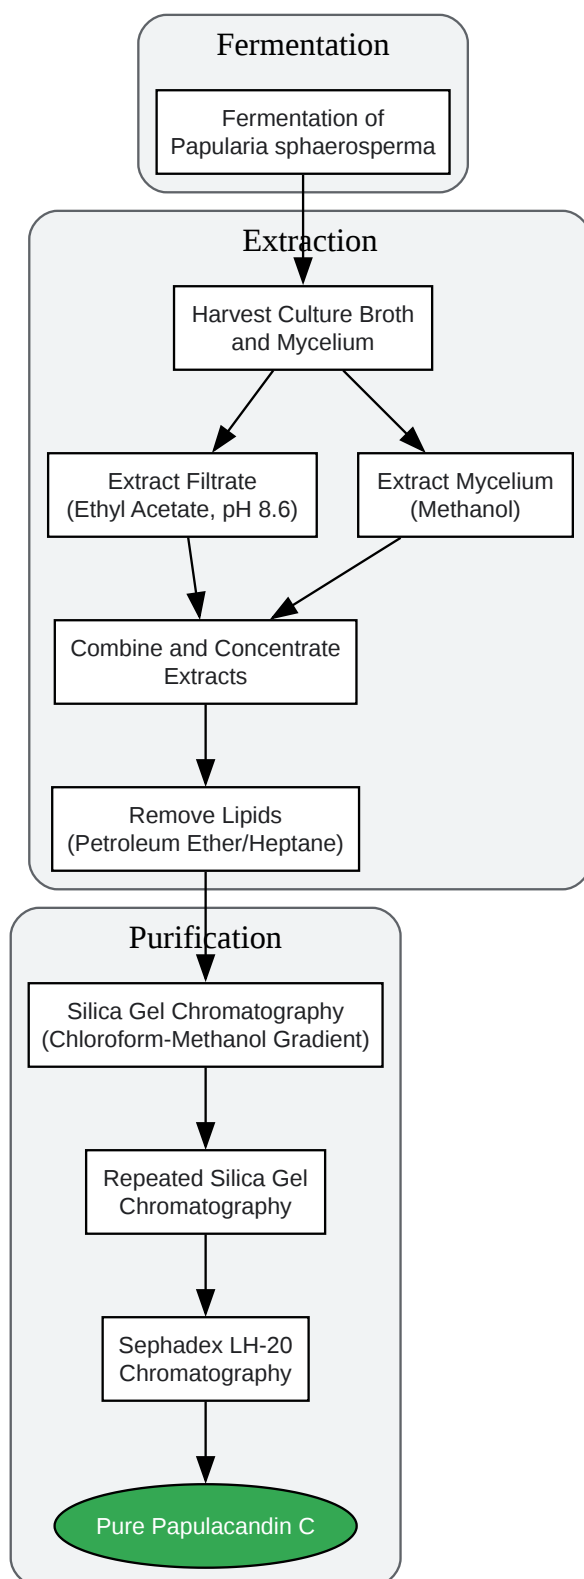 Fermentation
Fermentation of
Papularia sphaerosperma
Extraction
Harvest Culture Broth
and Mycelium
Extract Filtrate
(Ethyl Acetate, pH 8.6)
Extract Mycelium
(Methanol)
Combine and Concentrate
Extracts
Remove Lipids
(Petroleum Ether/Heptane)
Purification
Silica Gel Chromatography
(Chloroform-Methanol Gradient)
Repeated Silica Gel
Chromatography
Sephadex LH-20
Chromatography
Pure Papulacandin C